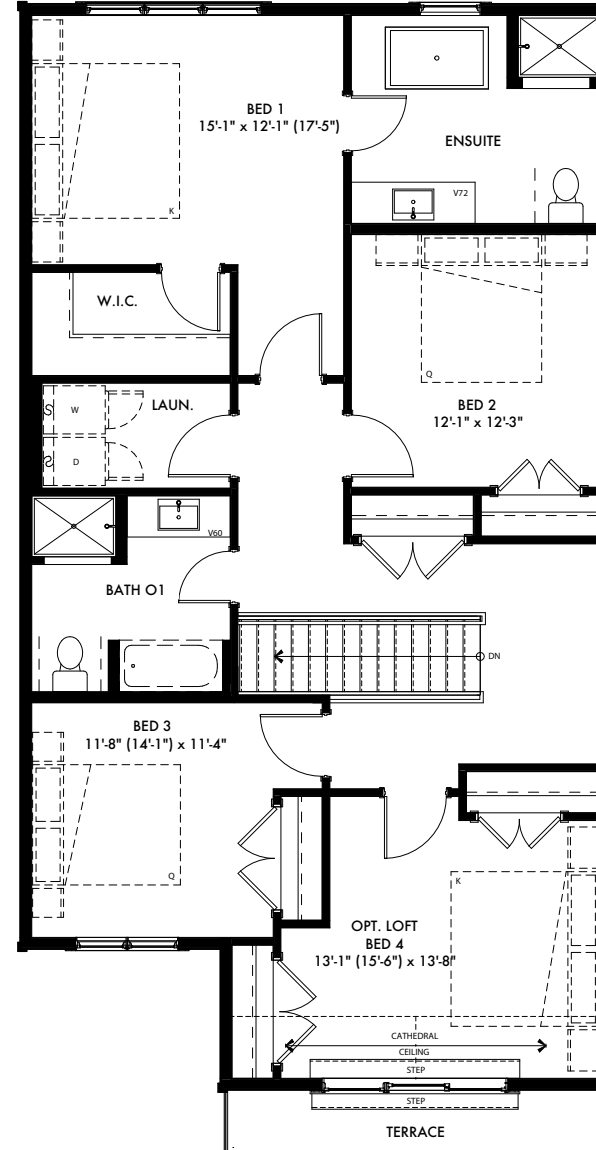 BED 1
15'-1" x 12'-1" (17'-5")
ENSUITE
V72
K
W.I.C.
Q
BED 2
12'-1" x 12'-3"
W
LAUN.
D
V60
BATH O1
DN
BED 3
11'-8" (14'-1") x 11'-4"
Q
K
OPT. LOFT
BED 4
13'-1" (15'-6") x 13'-8"
CATHEDRAL
CEILING
STEP
STEP
TERRACE